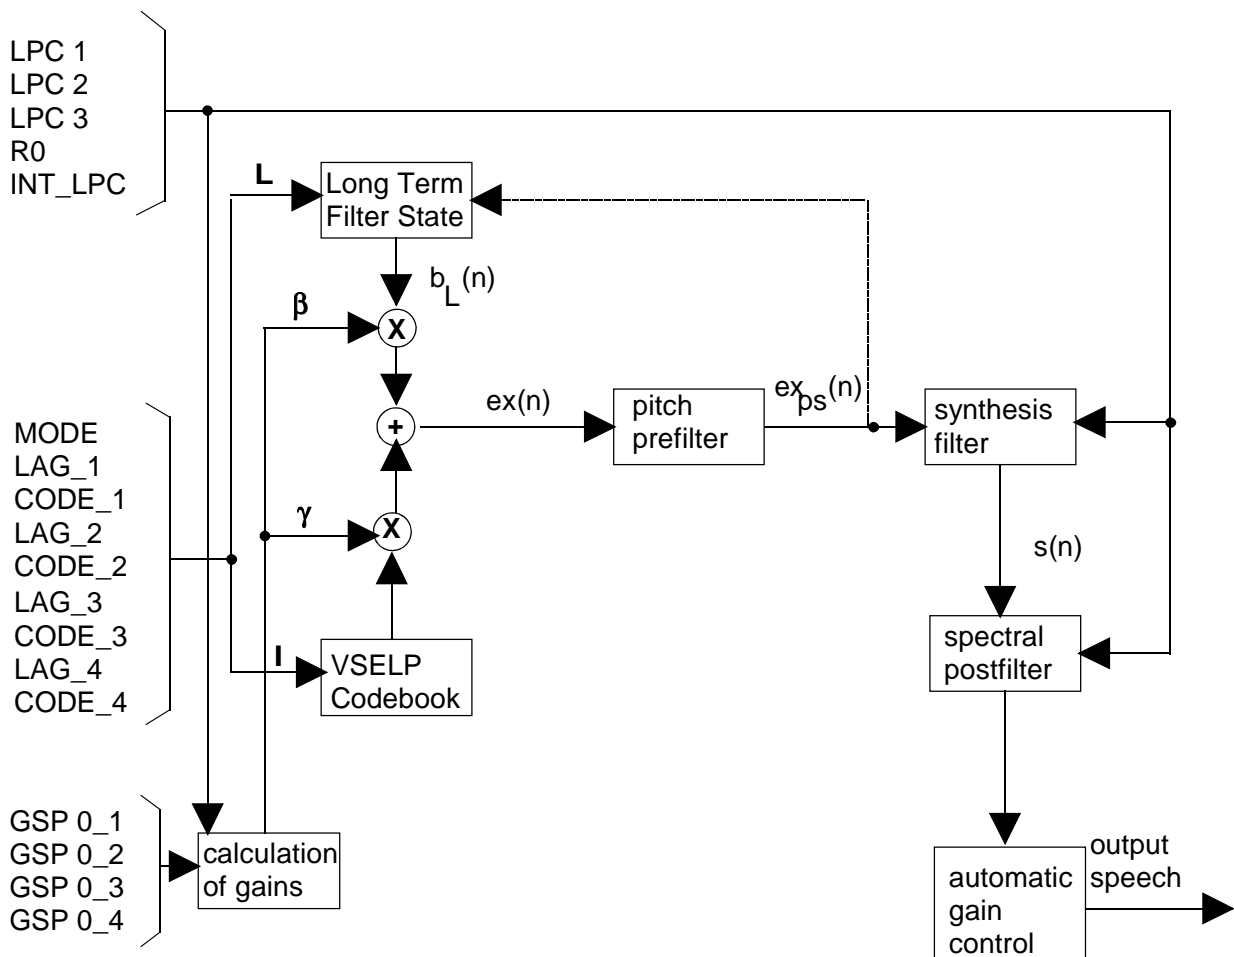 LPC 1
LPC 2
LPC 3
R0
INT_LPC
L
Long Term
Filter State
b_L(n)
β
X
+
ex(n)
pitch
prefilter
ex_ps(n)
synthesis
filter
MODE
LAG_1
CODE_1
LAG_2
CODE_2
LAG_3
CODE_3
LAG_4
CODE_4
γ
X
s(n)
I
VSELP
Codebook
spectral
postfilter
GSP 0_1
GSP 0_2
GSP 0_3
GSP 0_4
calculation
of gains
automatic
gain
control
output
speech